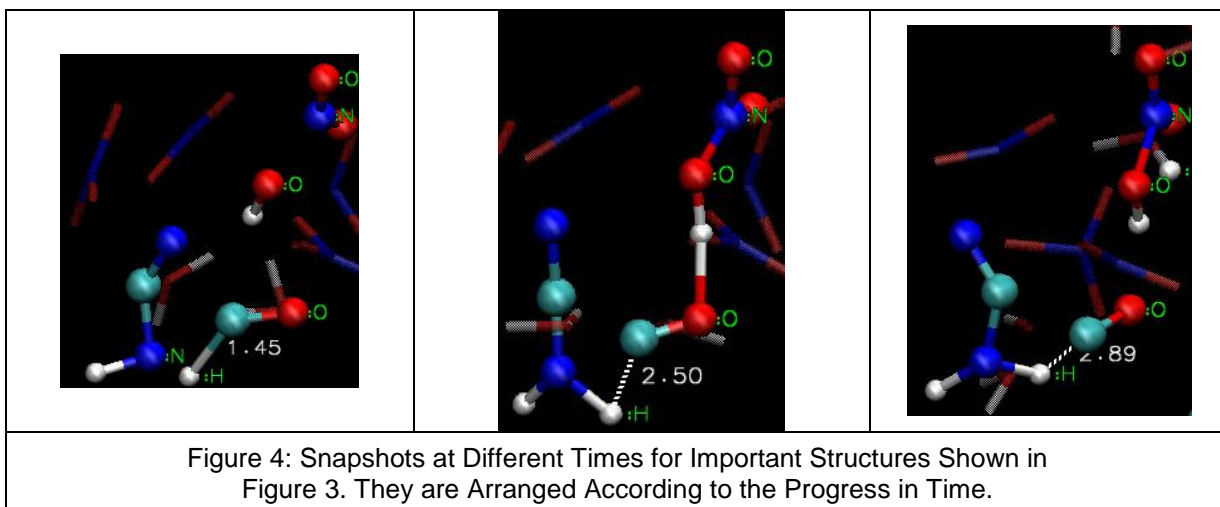 :O
:N
:O
:N
:O
1.45
:H
:O
:N
:O
:O
2.50
:H
:O
:N
:
:O
:O
2.89
:H
Figure 4: Snapshots at Different Times for Important Structures Shown in
Figure 3. They are Arranged According to the Progress in Time.